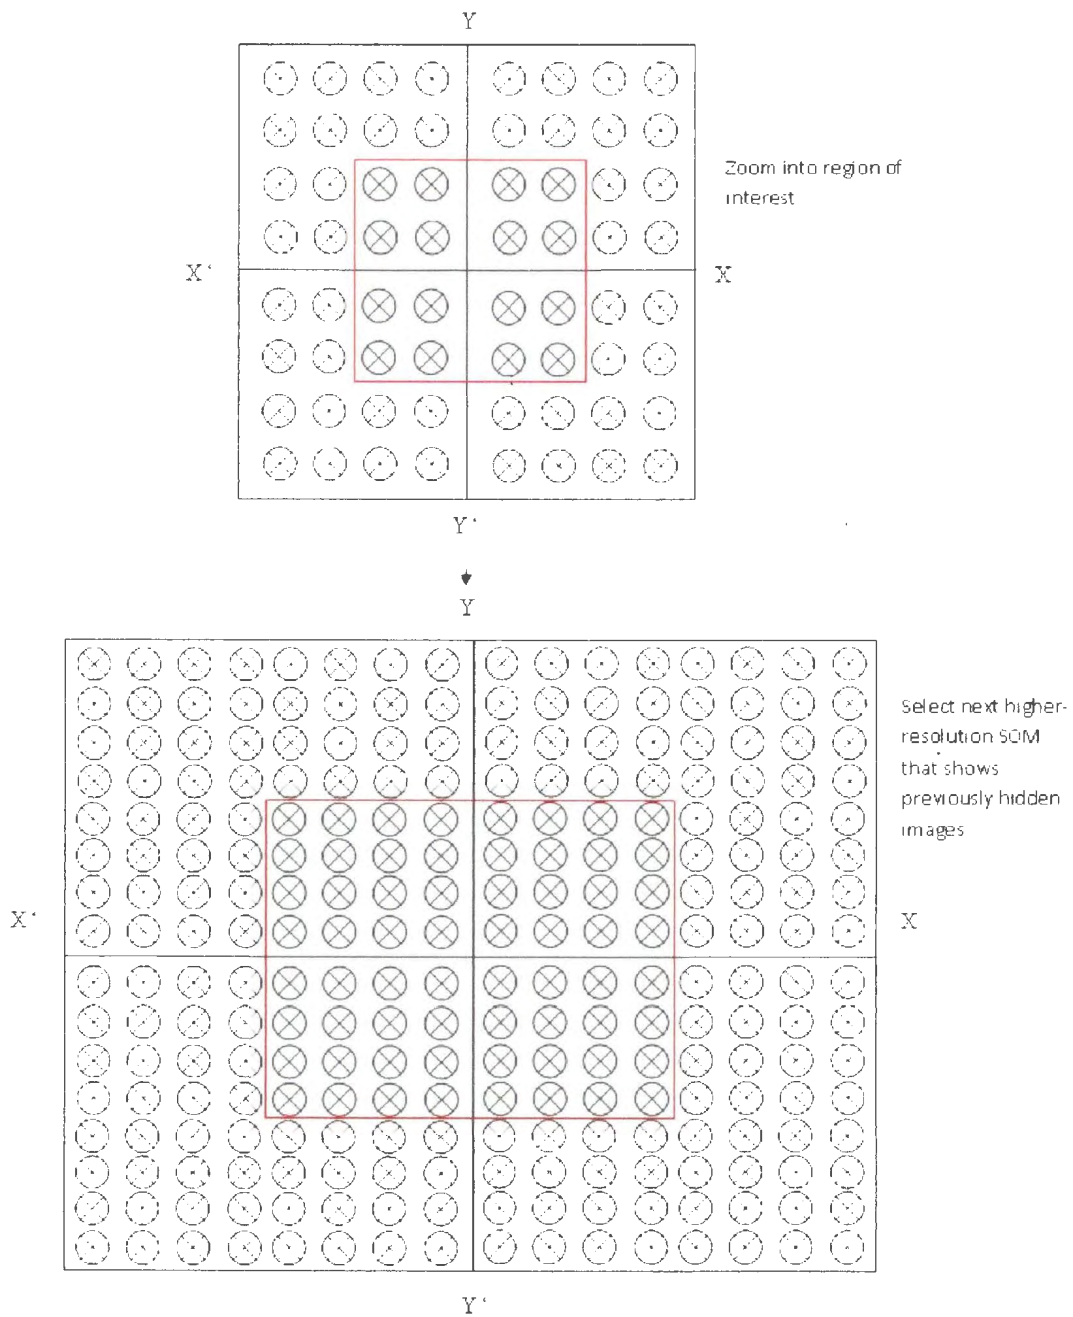 Y
Zoom into region of
interest
X'
X
Y'
Y
Select next higher-
resolution SOM
that shows
previously hidden
images
X'
X
Y'